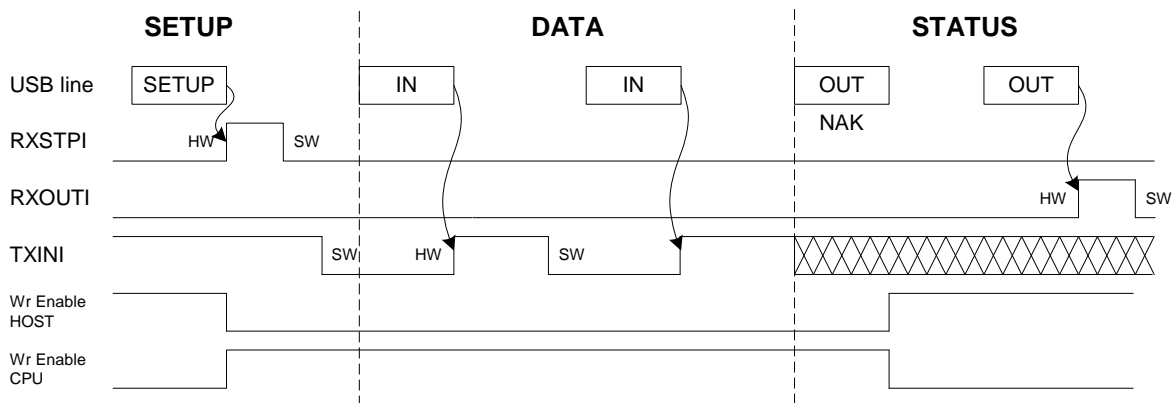 SETUP DATA STATUS
USB line SETUP IN IN OUT OUT
NAK
RXSTPI HW SW
RXOUTI HW SW
TXINI SW HW SW
Wr Enable
HOST
Wr Enable
CPU